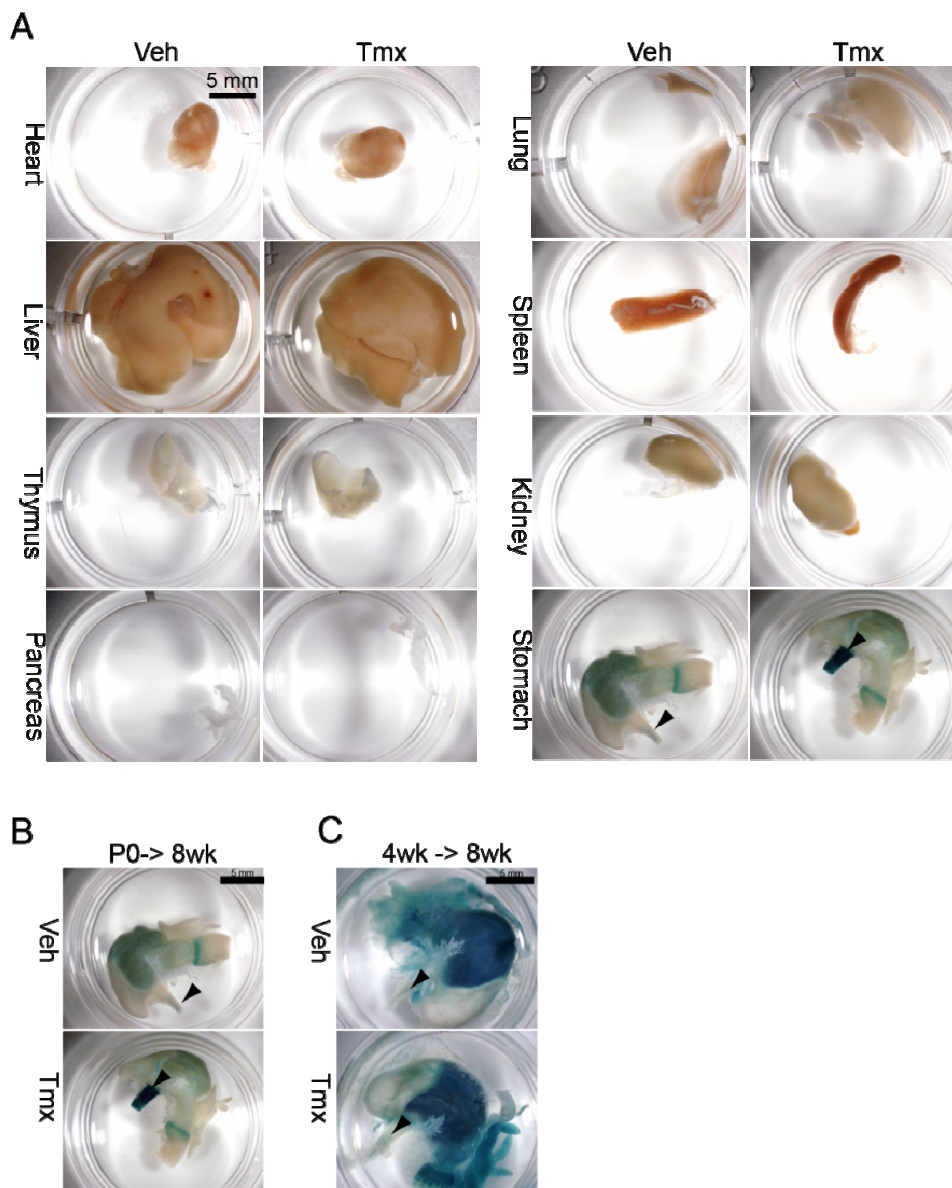 A
Veh
Tmx
5 mm
Heart
Liver
Thymus
Pancreas
Veh
Tmx
Lung
Spleen
Kidney
Stomach
B
P0-> 8wk
5 mm
Veh
Tmx
C
4wk -> 8wk
5 mm
Veh
Tmx